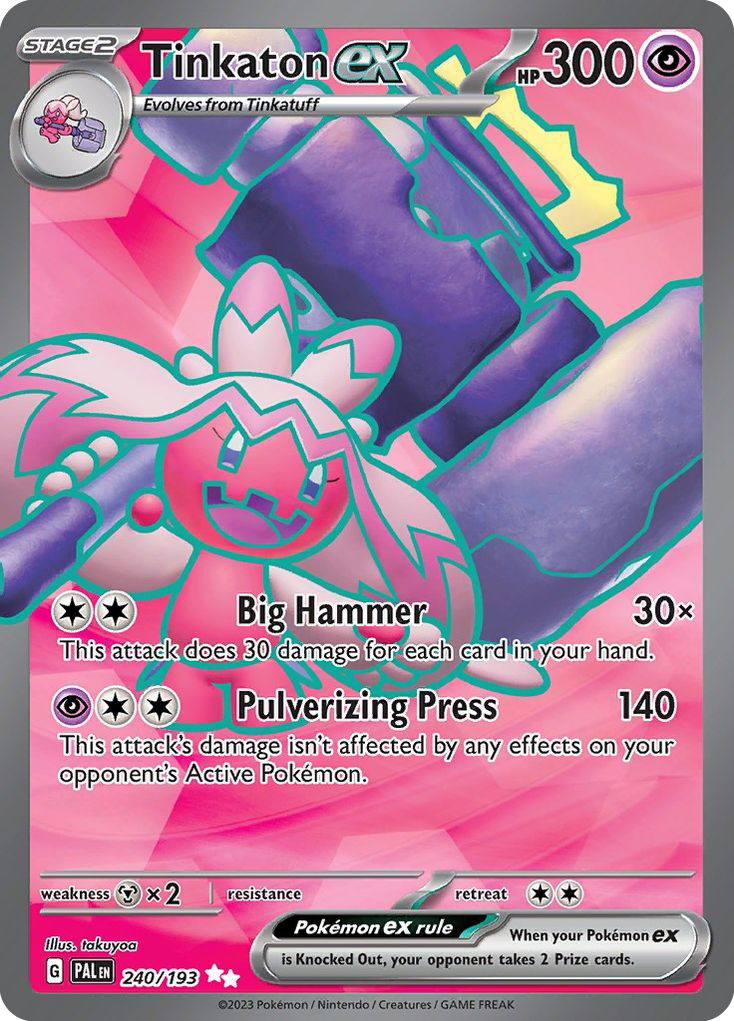 STAGE2
Tinkaton ex
HP300
Evolves from Tinkatuff
Big Hammer 30×
This attack does 30 damage for each card in your hand.
Pulverizing Press 140
This attack's damage isn't affected by any effects on your
opponent's Active Pokémon.
weakness ×2 resistance retreat
Pokémon ex rule
When your Pokémon ex
is Knocked Out, your opponent takes 2 Prize cards.
Illus. takuyoa
G PAL EN 240/193
©2023 Pokémon / Nintendo / Creatures / GAME FREAK